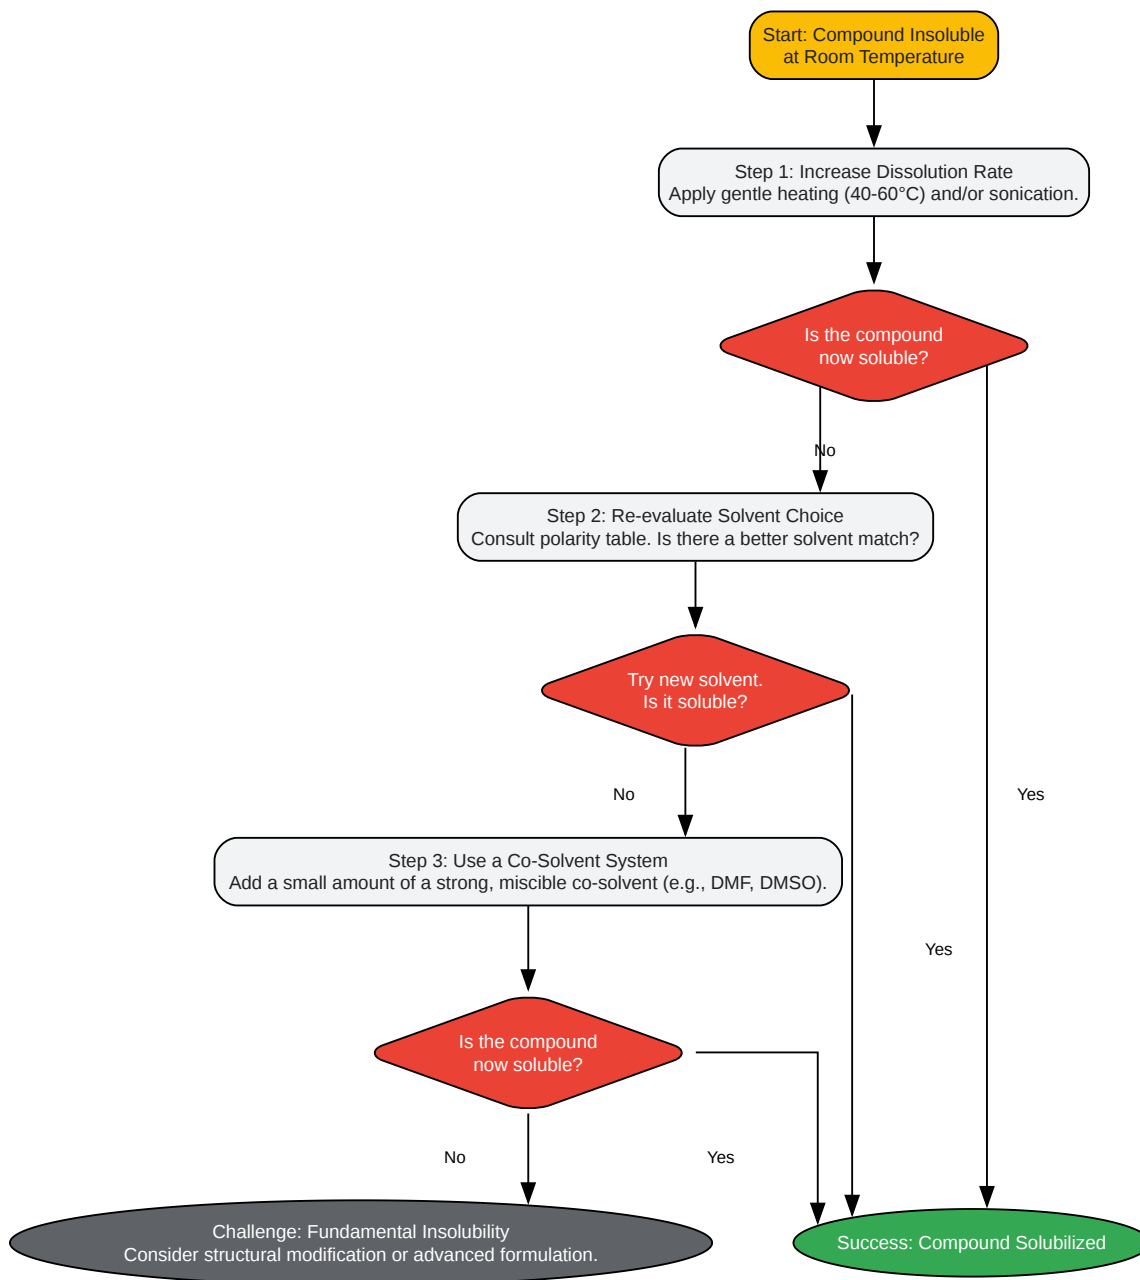 Start: Compound Insoluble
at Room Temperature
Step 1: Increase Dissolution Rate
Apply gentle heating (40-60°C) and/or sonication.
Is the compound
now soluble?
No
Step 2: Re-evaluate Solvent Choice
Consult polarity table. Is there a better solvent match?
Try new solvent.
Is it soluble?
No
Yes
Step 3: Use a Co-Solvent System
Add a small amount of a strong, miscible co-solvent (e.g., DMF, DMSO).
Yes
Is the compound
now soluble?
No
Yes
Challenge: Fundamental Insolubility
Consider structural modification or advanced formulation.
Success: Compound Solubilized